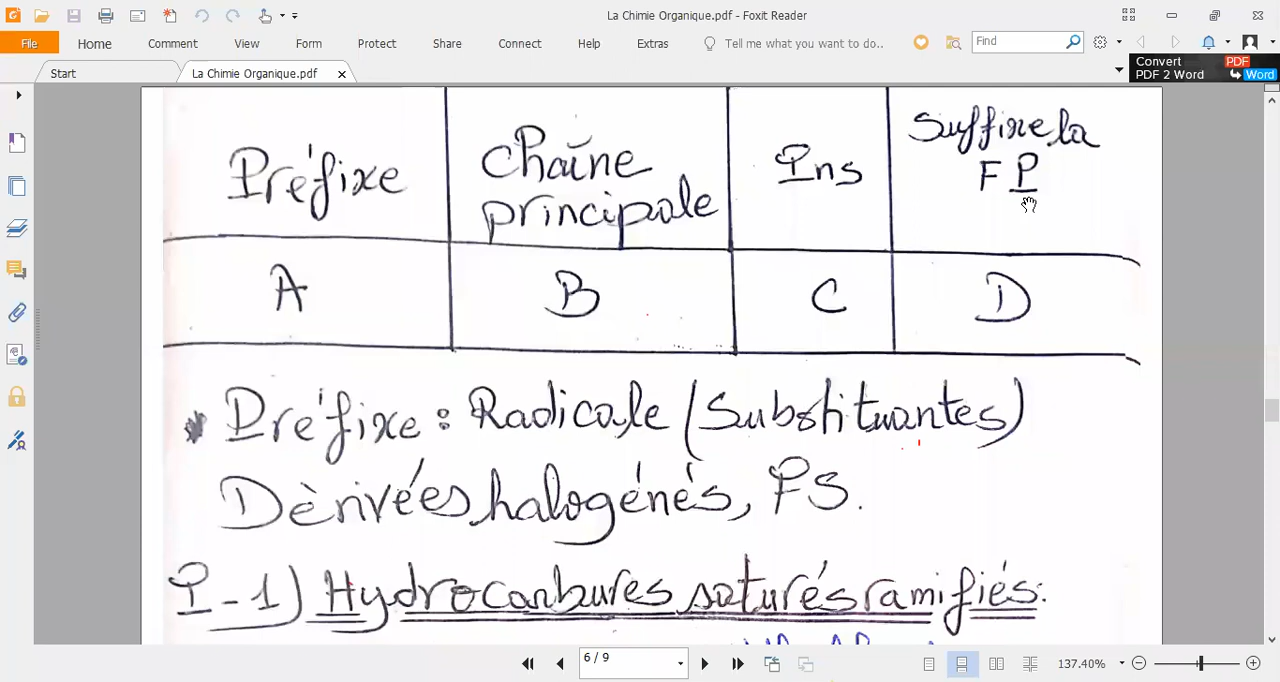 La Chimie Organique.pdf - Foxit Reader
File Home Comment View Form Protect Share Connect Help Extras Tell me what you want to do.. Find
Start La Chimie Organique.pdf
Convert PDF
PDF 2 Word Word
Préfixe Chaîne principale Ins Suffixe la F P
A B C D
Préfixe : Radicale (Substituantes)
Dèrivées halogénés, FS.
I-1) Hydrocarbures saturés ramifiés:
6 / 9 137.40%